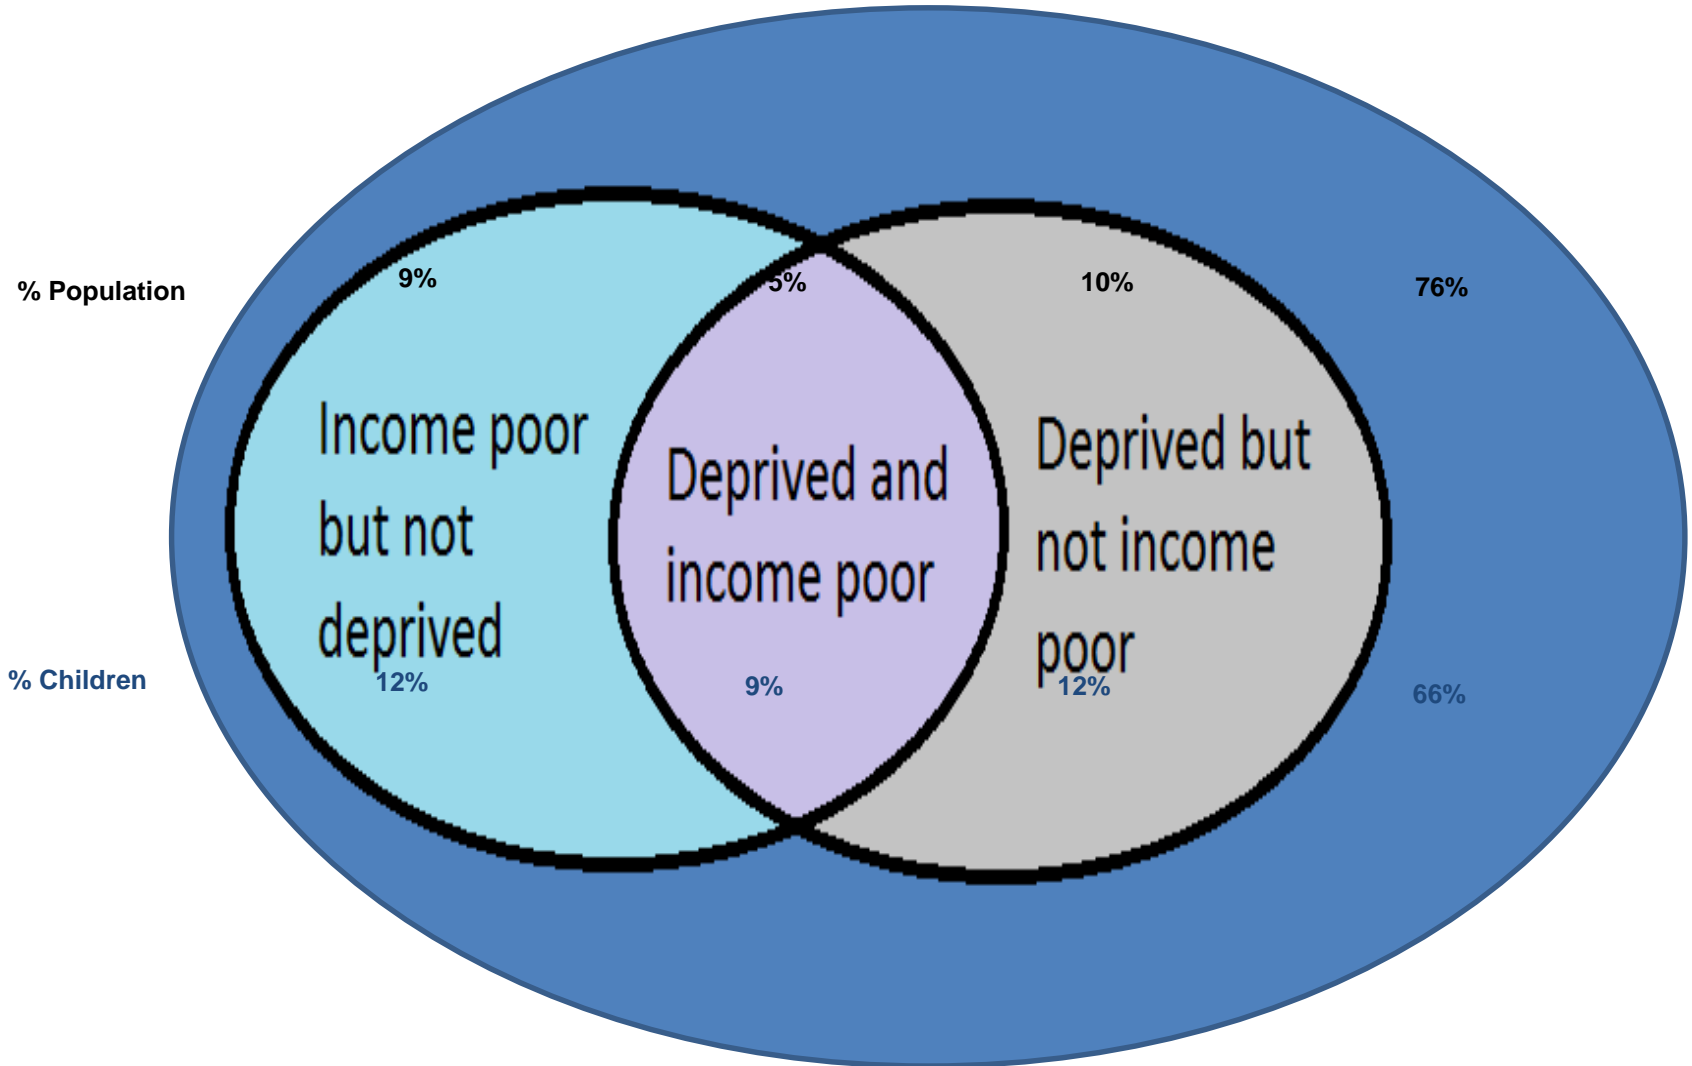 % Population 9% 5% 10% 76%
Income poor
but not
deprived
Deprived and
income poor
Deprived but
not income
poor
% Children 12% 9% 12% 66%